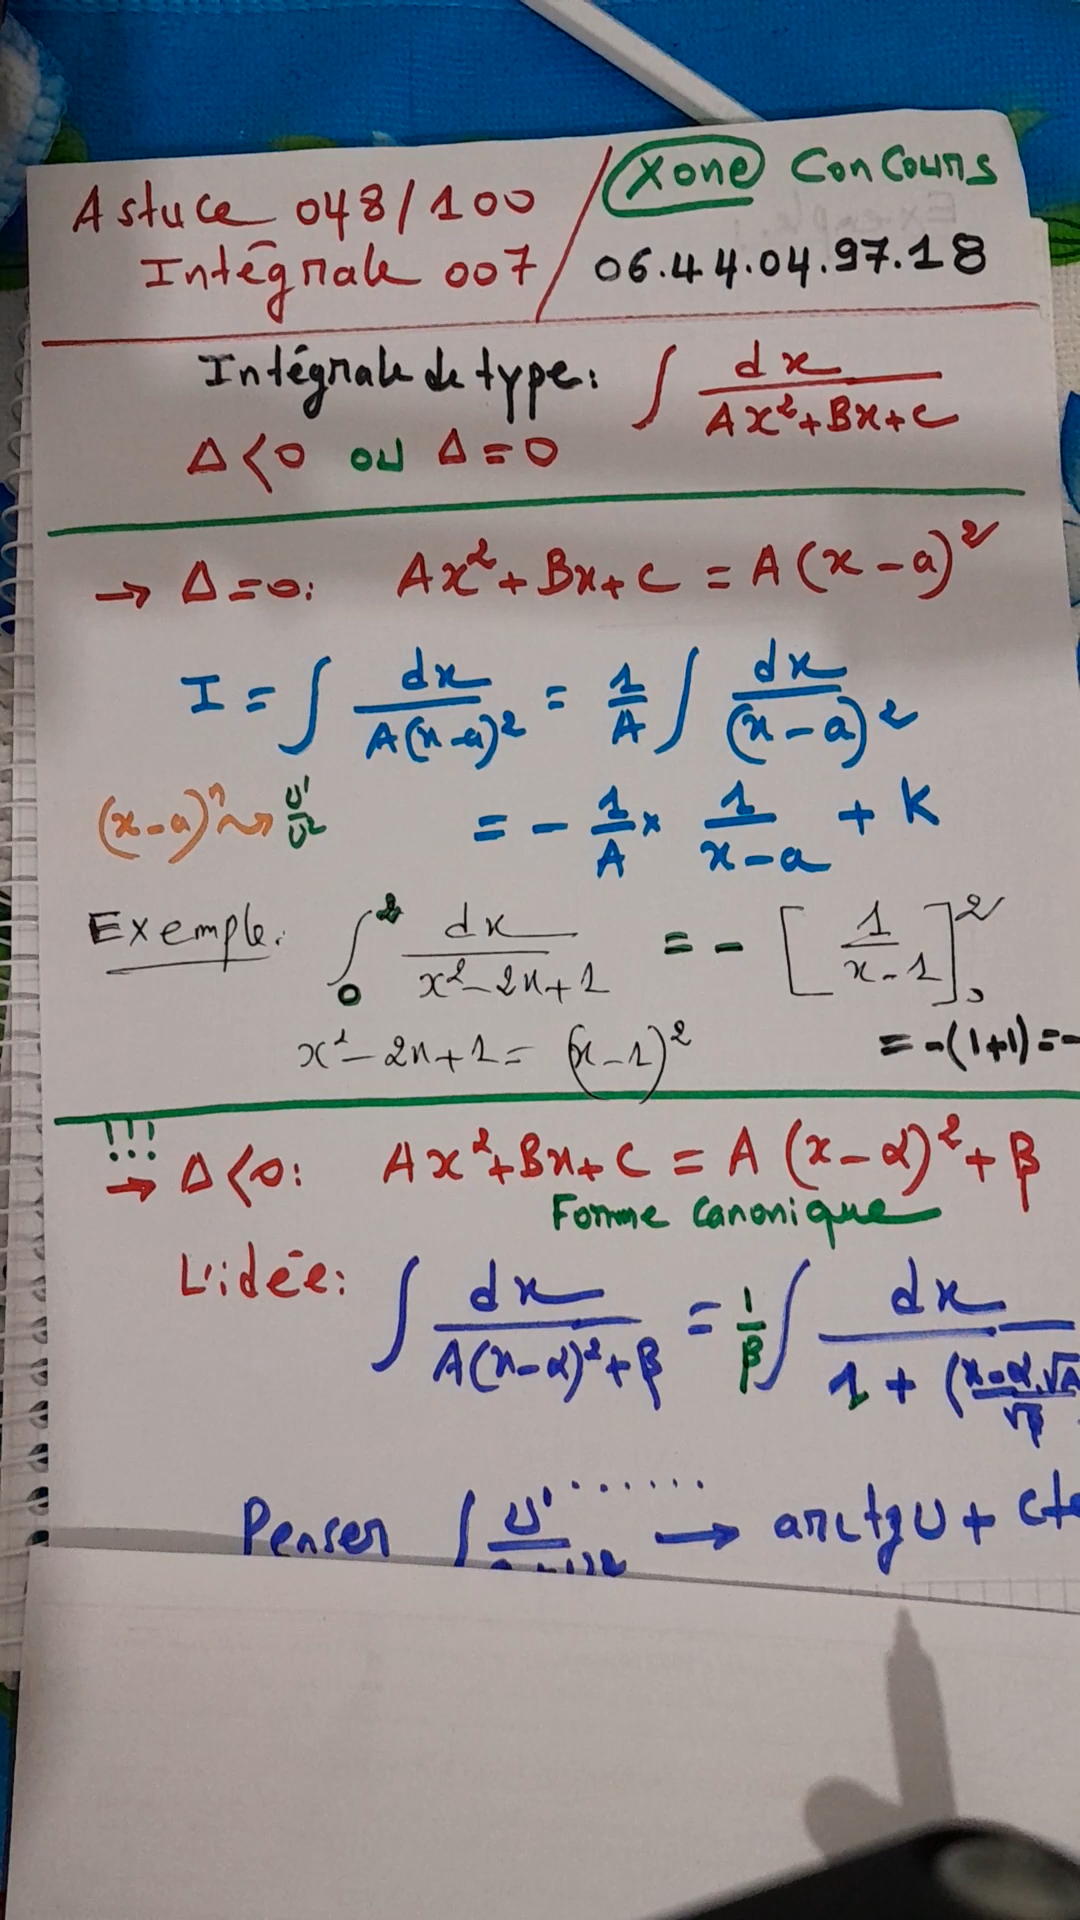 Astuce 048/100 / Xone Concours
Intégrale 007 / 06.44.04.97.18
Intégrale de type: ∫ dx / (Ax²+Bx+C)
Δ<0 ou Δ=0
→ Δ=0: Ax²+Bx+C = A(x-a)²
I = ∫ dx / (A(x-a)²) = 1/A ∫ dx / (x-a)²
(x-a)² ⇝ U'/U² = - 1/A × 1/(x-a) + K
Exemple: ∫₀² dx / (x²-2x+1) = - [1/(x-1)]₀²
x²-2x+1 = (x-1)² = -(1+1) = -
!!!
→ Δ<0: Ax²+Bx+C = A(x-α)²+β
Forme canonique
L'idée: ∫ dx / (A(x-α)²+β) = 1/β ∫ dx / (1 + (x-α.√A / √β
Penser ∫ U' ....... → arctg U + cte